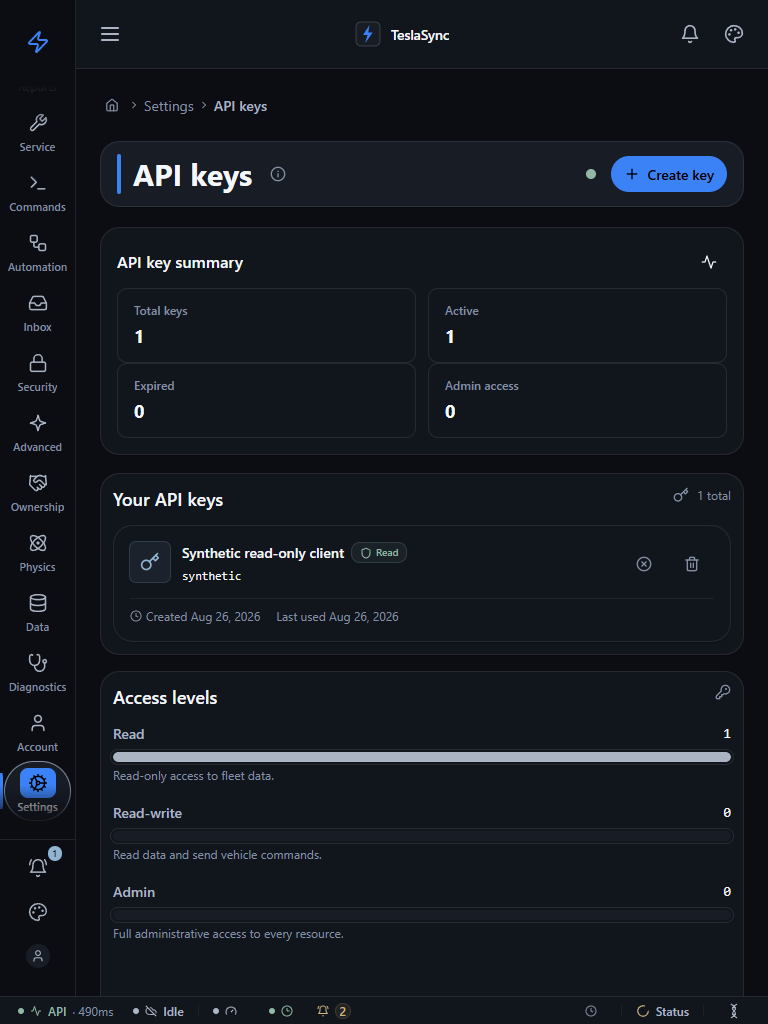 TeslaSync
Settings
API keys
Service
Commands
Automation
Inbox
Security
Advanced
Ownership
Physics
Data
Diagnostics
Account
Settings
1
API keys
Create key
API key summary
Total keys
1
Active
1
Expired
0
Admin access
0
Your API keys
1 total
Synthetic read-only client
Read
synthetic
Created Aug 26, 2026
Last used Aug 26, 2026
Access levels
Read
1
Read-only access to fleet data.
Read-write
0
Read data and send vehicle commands.
Admin
0
Full administrative access to every resource.
API · 490ms
Idle
2
Status